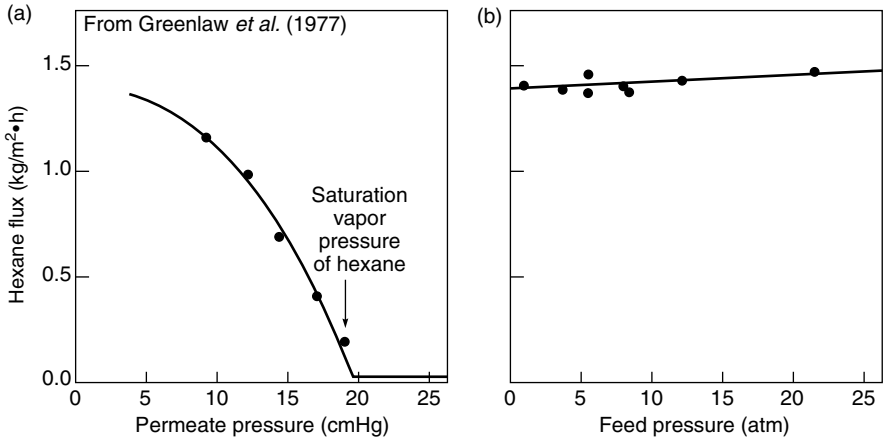 (a)
From Greenlaw et al. (1977)
Hexane flux (kg/m²•h)
1.5
1.0
0.5
0.0
Saturation
vapor
pressure
of hexane
0 5 10 15 20 25
Permeate pressure (cmHg)
(b)
0 5 10 15 20 25
Feed pressure (atm)